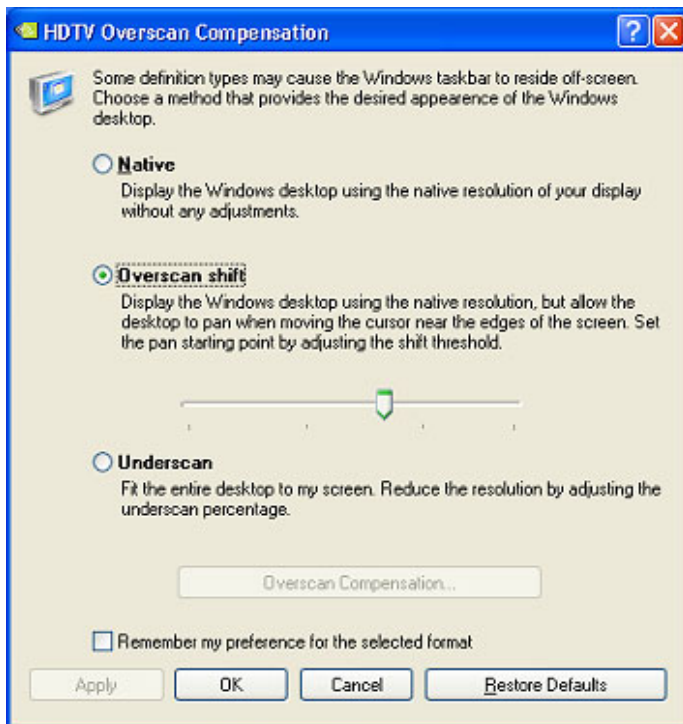 HDTV Overscan Compensation
Some definition types may cause the Windows taskbar to reside off-screen.
Choose a method that provides the desired appearence of the Windows
desktop.
Native
Display the Windows desktop using the native resolution of your display
without any adjustments.
Overscan shift
Display the Windows desktop using the native resolution, but allow the
desktop to pan when moving the cursor near the edges of the screen. Set
the pan starting point by adjusting the shift threshold.
Underscan
Fit the entire desktop to my screen. Reduce the resolution by adjusting the
underscan percentage.
Overscan Compensation...
Remember my preference for the selected format
Apply OK Cancel Restore Defaults